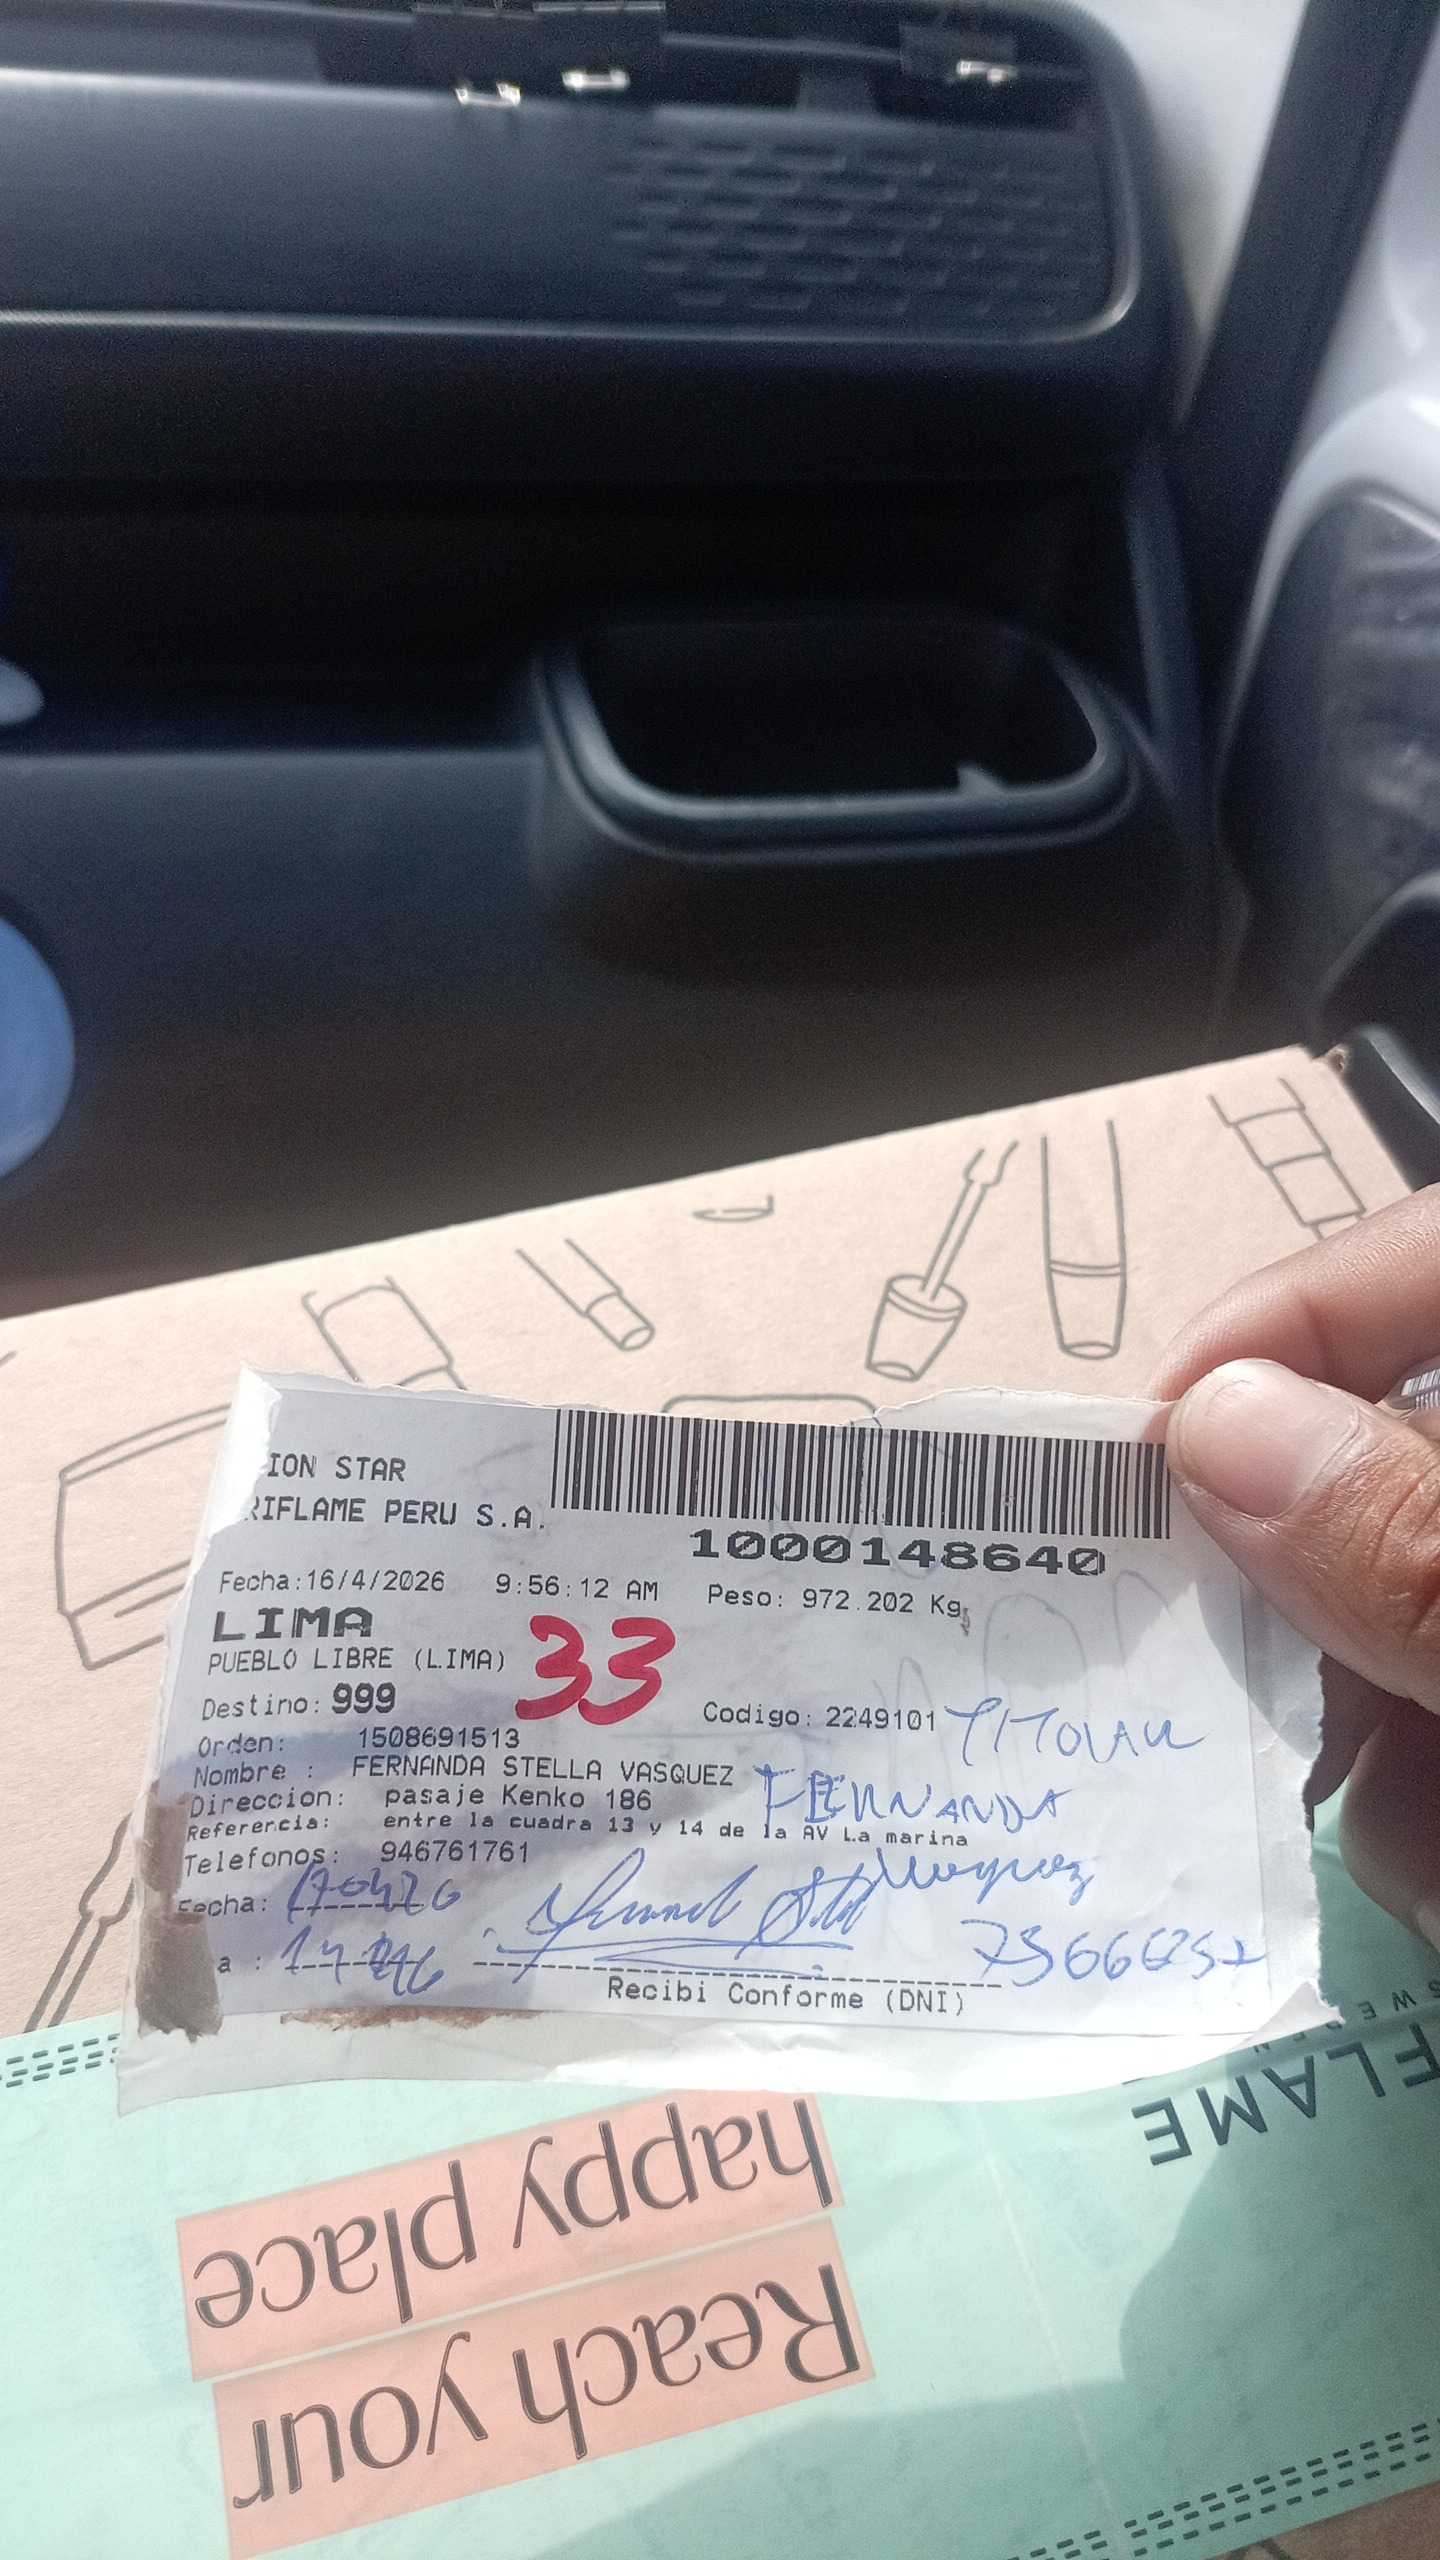 ION STAR
RIFLAME PERU S.A.
1000148640
Fecha:16/4/2026 9:56:12 AM Peso: 972.202 Kg
LIMA
PUEBLO LIBRE (LIMA)
33
Destino: 999
Codigo: 2249101 TITOLAR
Orden: 1508691513
Nombre : FERNANDA STELLA VASQUEZ
FERNANDA
Direccion: pasaje Kenko 186
Referencia: entre la cuadra 13 y 14 de la AV La marina
Telefonos: 946761761
Vasquez
Fecha:
a :
Recibi Conforme (DNI)
FLAME
happy place
Reach your